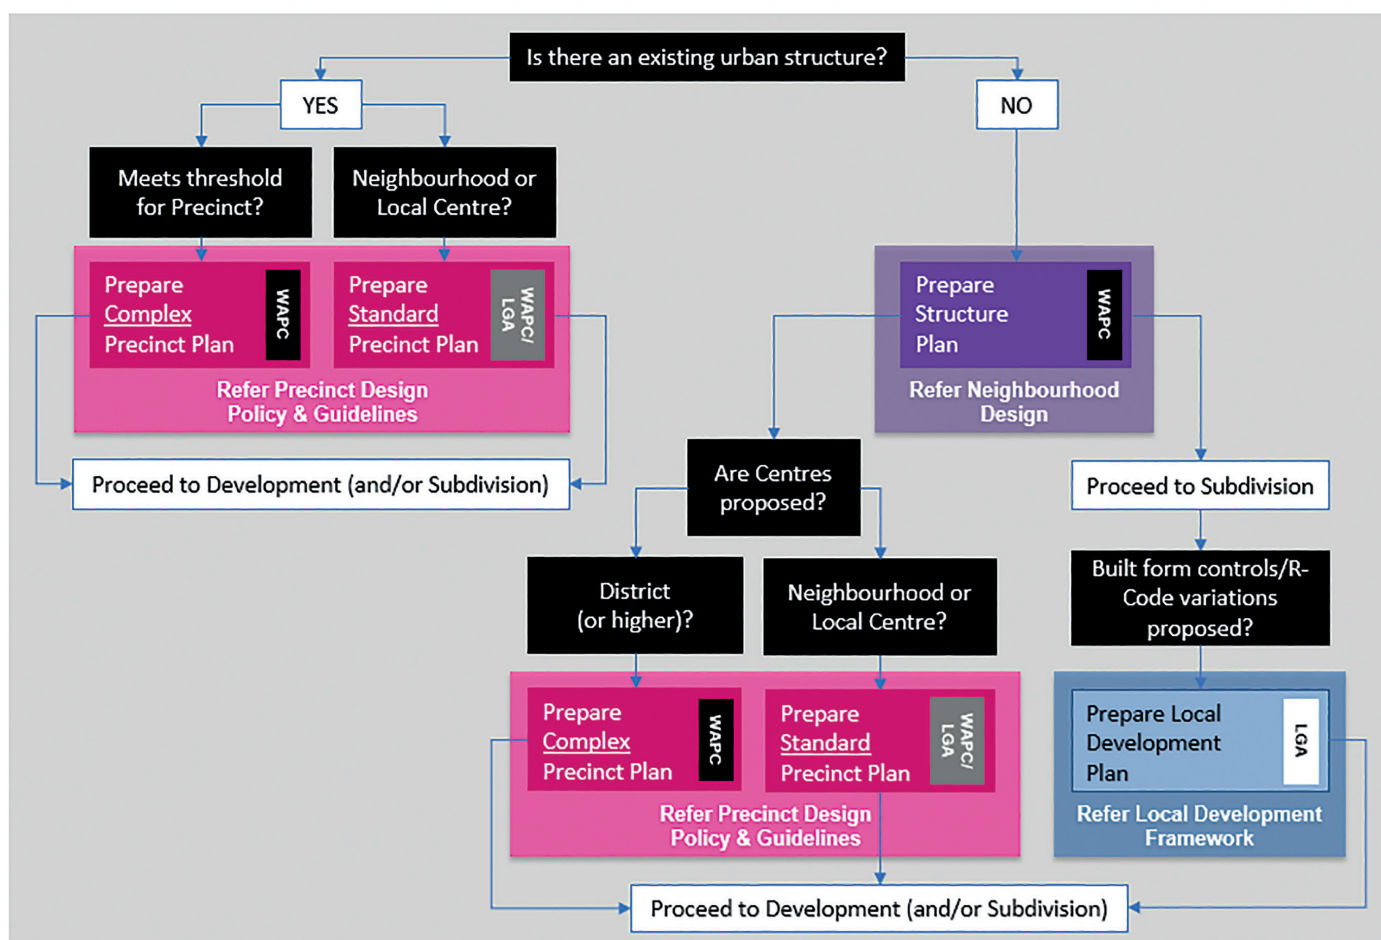 Is there an existing urban structure?
YES
NO
Meets threshold
for Precinct?
Neighbourhood or
Local Centre?
Prepare
Complex
Precinct Plan
WAPC
Prepare
Standard
Precinct Plan
WAPC/
LGA
Refer Precinct Design
Policy & Guidelines
Prepare
Structure
Plan
WAPC
Refer Neighbourhood
Design
Proceed to Development (and/or Subdivision)
Are Centres
proposed?
Proceed to Subdivision
District
(or higher)?
Neighbourhood or
Local Centre?
Built form controls/R-
Code variations
proposed?
Prepare
Complex
Precinct Plan
WAPC
Prepare
Standard
Precinct Plan
WAPC/
LGA
Refer Precinct Design
Policy & Guidelines
Prepare Local
Development
Plan
LGA
Refer Local Development
Framework
Proceed to Development (and/or Subdivision)